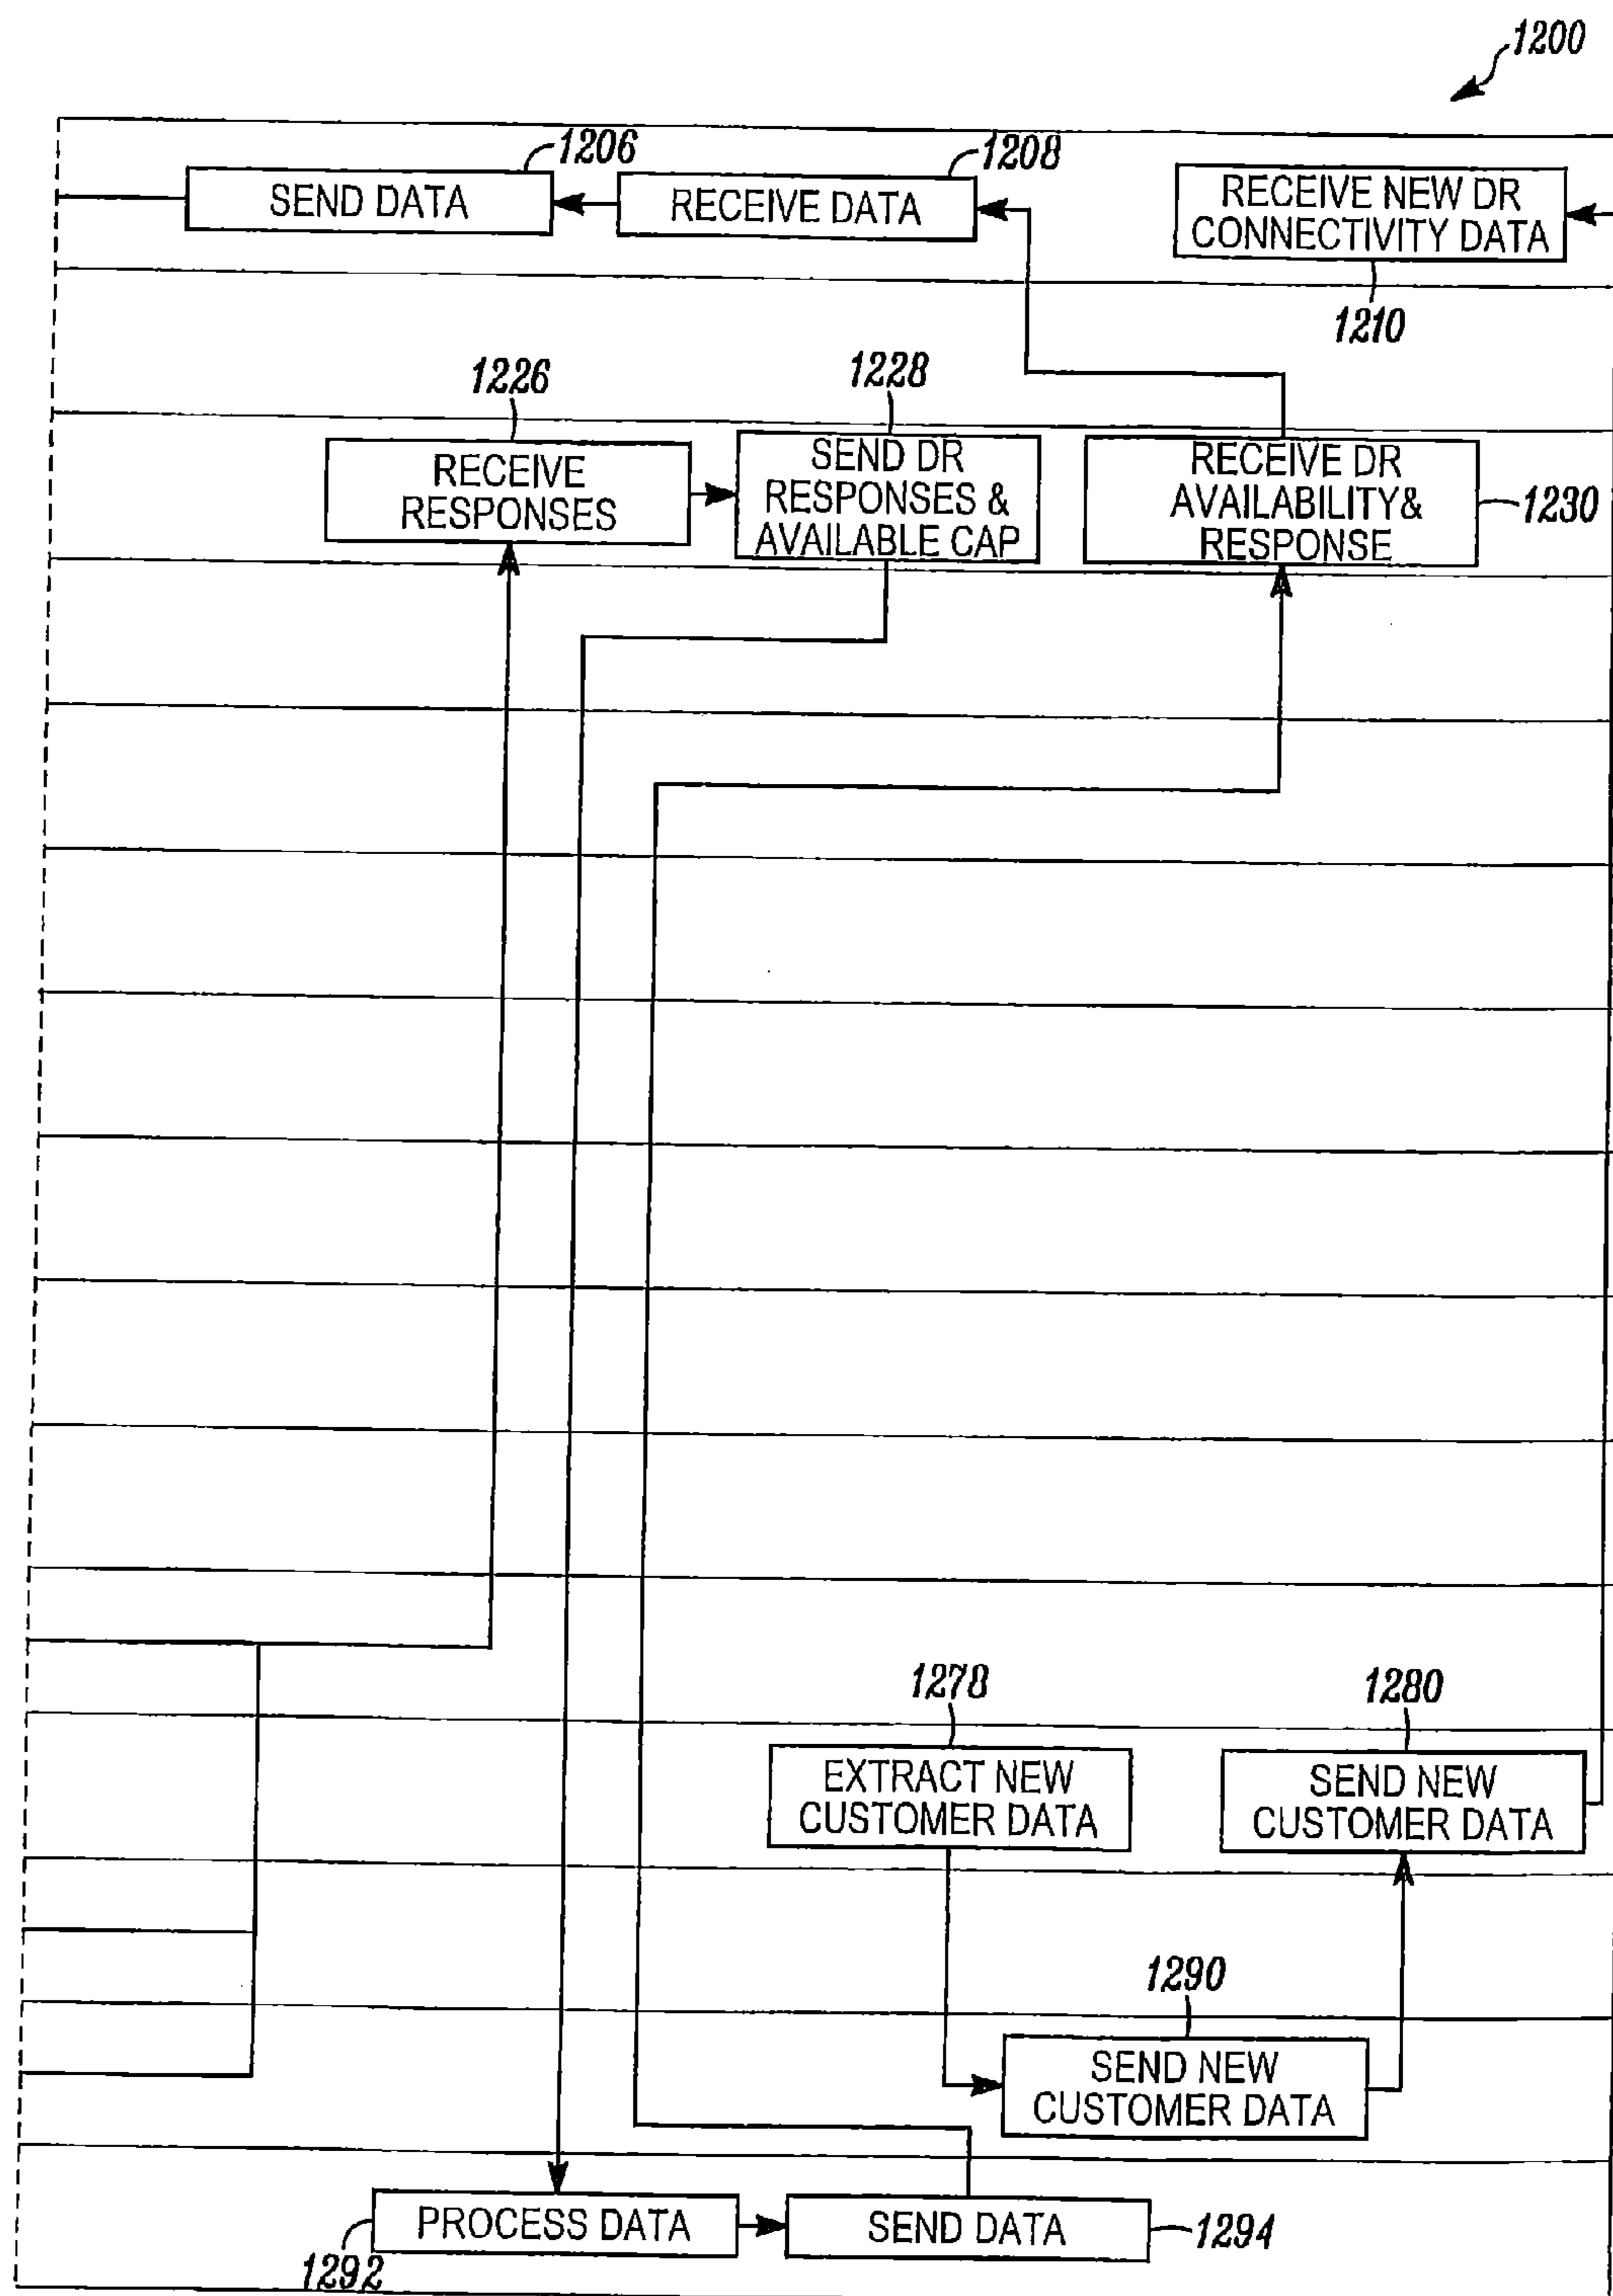 1200
1206
1208
SEND DATA
RECEIVE DATA
RECEIVE NEW DR
CONNECTIVITY DATA
1210
1226
1228
RECEIVE
RESPONSES
SEND DR
RESPONSES &
AVAILABLE CAP
RECEIVE DR
AVAILABILITY&
RESPONSE
1230
1278
1280
EXTRACT NEW
CUSTOMER DATA
SEND NEW
CUSTOMER DATA
1290
SEND NEW
CUSTOMER DATA
PROCESS DATA
SEND DATA
1292
1294